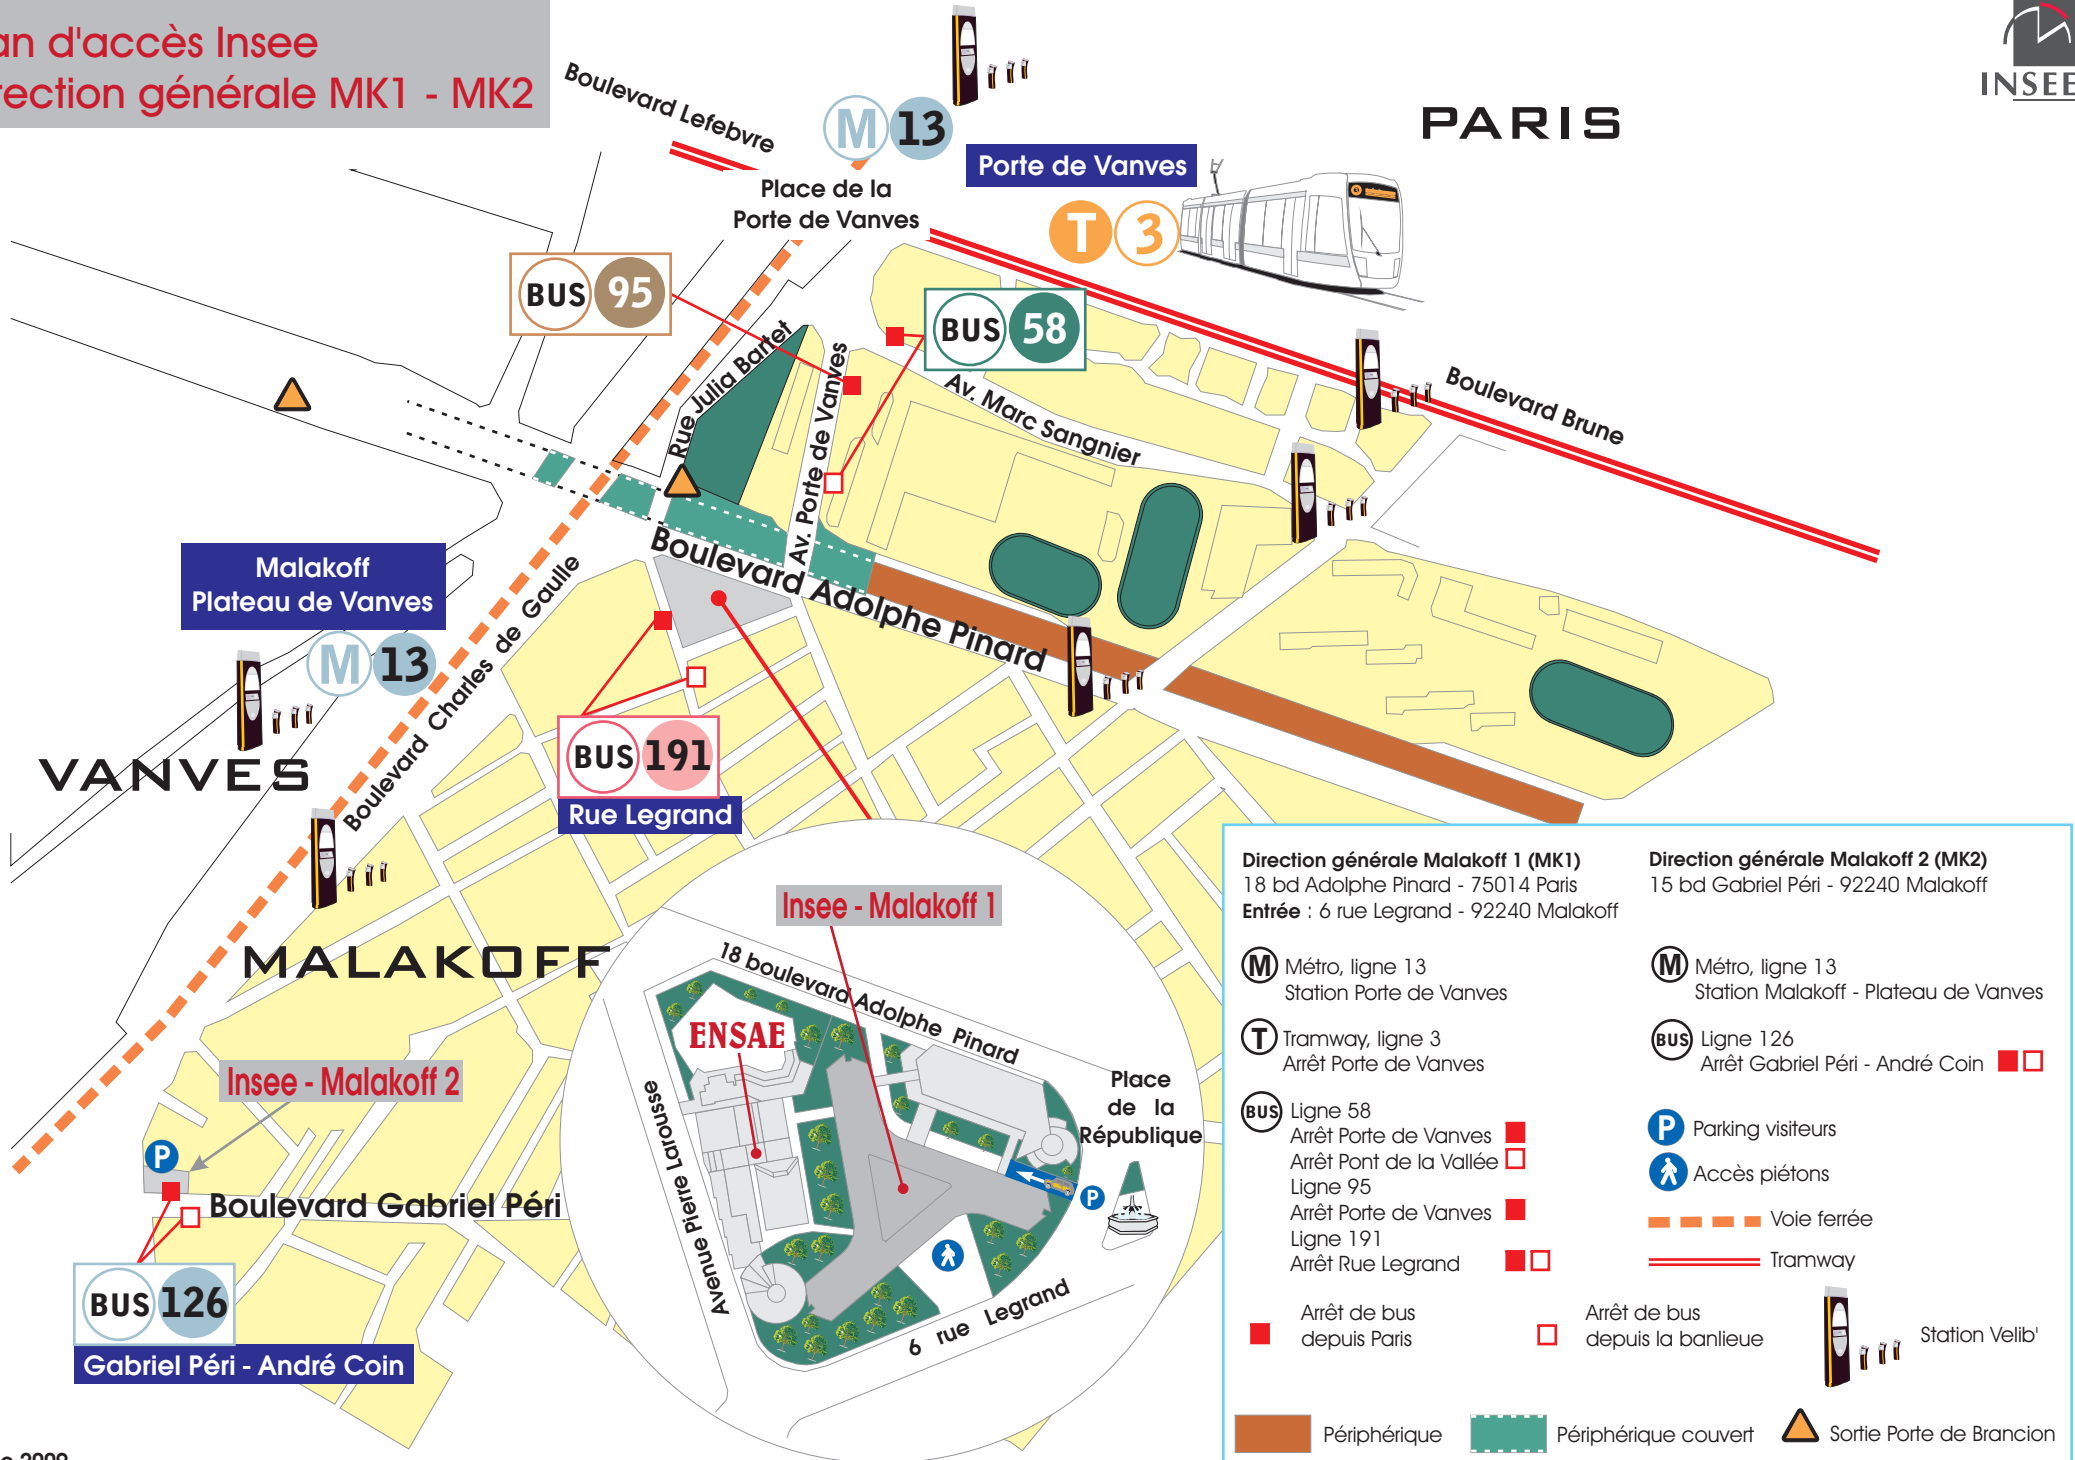 an d'accès Insee
rection générale MK1 - MK2
INSEE
PARIS
Boulevard Lefebvre
M 13
Porte de Vanves
T 3
Place de la
Porte de Vanves
BUS 95
BUS 58
Rue Julia Bartet
Av. Porte de Vanves
Av. Marc Sangnier
Boulevard Brune
Boulevard Adolphe Pinard
Malakoff
Plateau de Vanves
M 13
Boulevard Charles de Gaulle
VANVES
BUS 191
Rue Legrand
MALAKOFF
Insee - Malakoff 1
18 boulevard Adolphe Pinard
ENSAE
Avenue Pierre Larousse
Place
de la
République
P
6 rue Legrand
Insee - Malakoff 2
P
Boulevard Gabriel Péri
BUS 126
Gabriel Péri - André Coin
Direction générale Malakoff 1 (MK1)
18 bd Adolphe Pinard - 75014 Paris
Entrée : 6 rue Legrand - 92240 Malakoff
M Métro, ligne 13
Station Porte de Vanves
T Tramway, ligne 3
Arrêt Porte de Vanves
BUS Ligne 58
Arrêt Porte de Vanves
Arrêt Pont de la Vallée
Ligne 95
Arrêt Porte de Vanves
Ligne 191
Arrêt Rue Legrand
Direction générale Malakoff 2 (MK2)
15 bd Gabriel Péri - 92240 Malakoff
M Métro, ligne 13
Station Malakoff - Plateau de Vanves
BUS Ligne 126
Arrêt Gabriel Péri - André Coin
P Parking visiteurs
Accès piétons
Voie ferrée
Tramway
Arrêt de bus
depuis Paris
Arrêt de bus
depuis la banlieue
Station Velib'
Périphérique
Périphérique couvert
Sortie Porte de Brancion